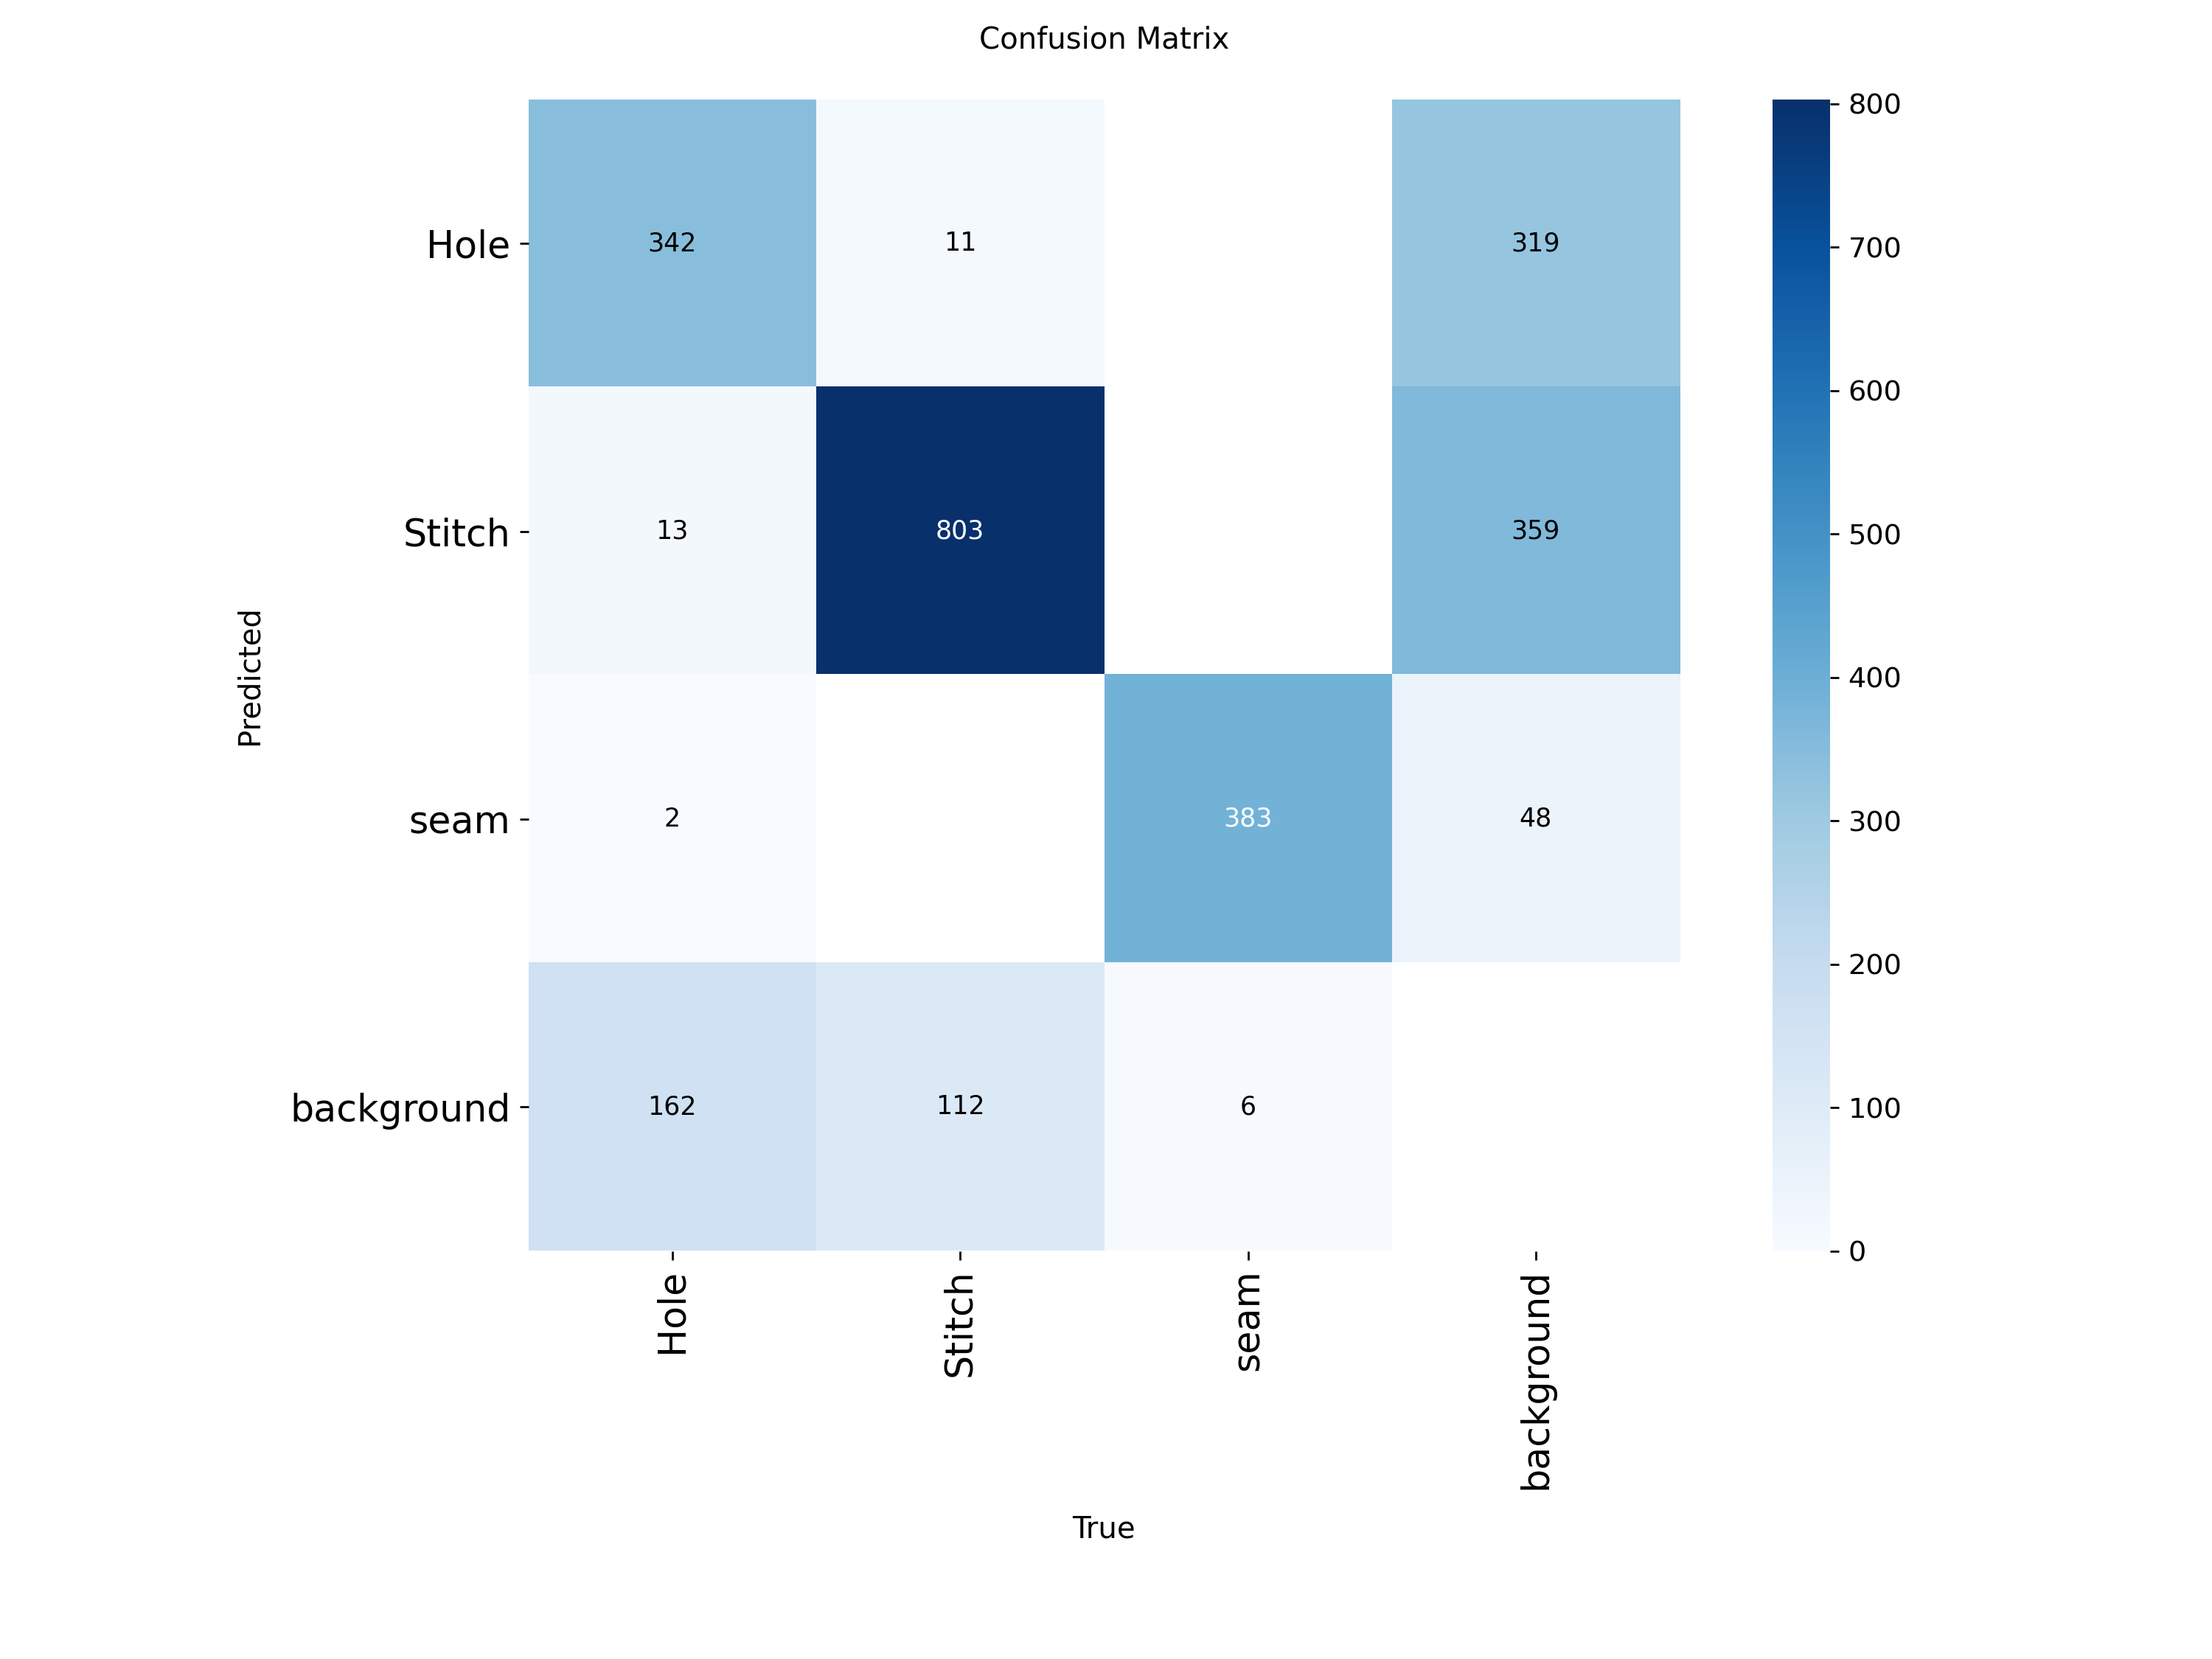 Confusion Matrix
Hole
342
11
319
Stitch
13
803
359
seam
2
383
48
background
162
112
6
Hole
Stitch
seam
background
Predicted
True
800
700
600
500
400
300
200
100
0